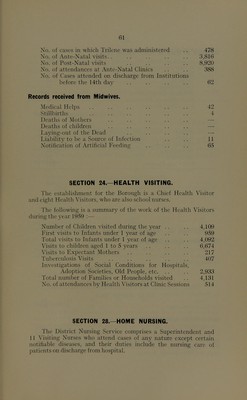 61
No. of cases in which Trilene was administered .. 478
No. of Ante-Natal visits .. 5,816
No. of Post-Natal visits .. 8,920
No. of attendances at Ante-Natal Clinics .. 388
No. of Cases attended on discharge from Institutions
before the 14th day .. 62
Records received from Midwives.
Medical Helps .. 42
Stillbirths .. 4
Deaths of Mothers .. —
Deaths of children .. —
Laying-out of the Dead .. —
Liability to be a Source of Infection .. 11
Notification of Artificial Feeding .. 65
SECTION 24.—HEALTH VISITING.
The establishment for the Borough is a Chief Health Visitor
and eight Health Visitors, who are also school nurses.
The following is a summary of the work of the Health Visitors
during the year 1959 :—
Number of Children visited during the year .. 4,100
First visits to Infants under 1 year of age 939
Total visits to Infants under 1 year of age .. 4,082
Visits to children aged 1 to 5 years .. 6,674
Visits to Expectant Mothers .. 217
Tuberculosis Visits .. 407
Investigations of Social Conditions for Hospitals,
Adoption Societies, Old People, etc. .. 2,933
Total number of Families or Households visited .. 4,131
No. of attendances by Health Visitors at Clinic Sessions 514
SECTION 25.—HOME NURSING.
The District Nursing Service comprises a Superintendent and
11 Visiting Nurses who attend cases of any nature except certain
notifiable diseases, and their duties include the nursing care of
patients on discharge from hospital.